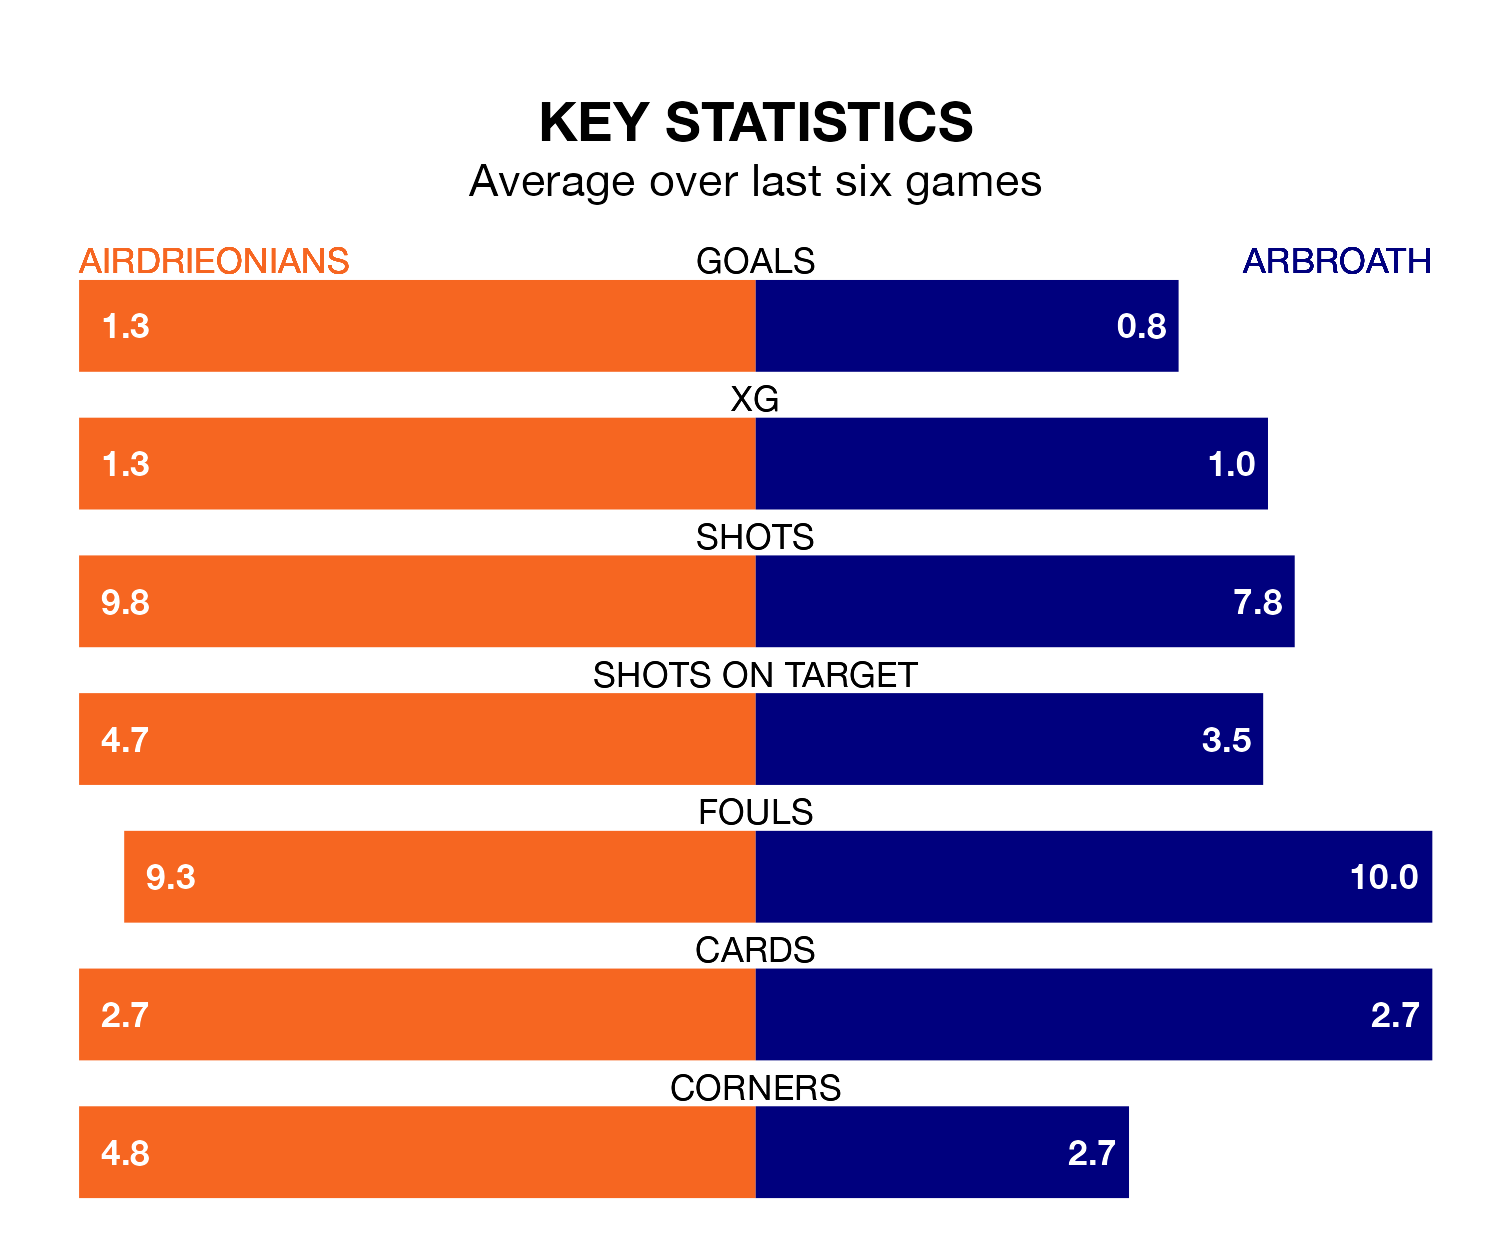 KEY STATISTICS
Average over last six games
AIRDRIEONIANS GOALS ARBROATH
1.3 0.8
XG
1.3 1.0
SHOTS
9.8 7.8
SHOTS ON TARGET
4.7 3.5
FOULS
9.3 10.0
CARDS
2.7 2.7
CORNERS
4.8 2.7